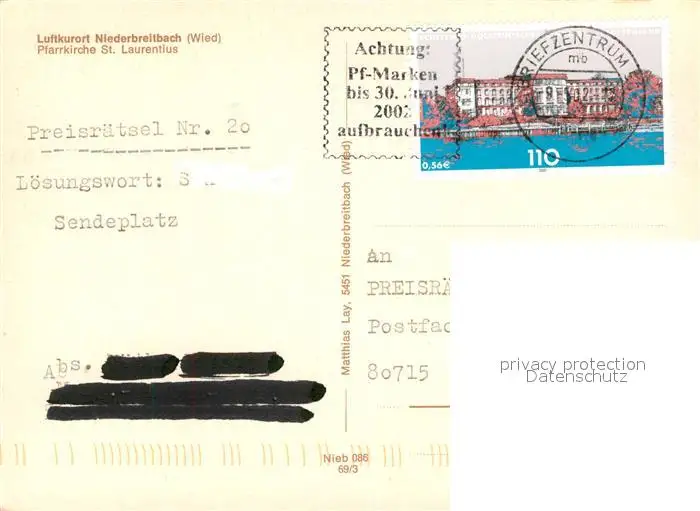 Luftkurort Niederbreitbach (Wied)
Pfarrkirche St. Laurentius
Achtung:
Pf-Marken
bis 30. Juni
2002
aufbrauchen!
BRIEFZENTRUM
mb
110
0,56€
Preisrätsel Nr. 20
Lösungswort: S
Sendeplatz
Matthias Lay, 5451 Niederbreitbach (Wied)
An
PREISRÄ
Postfac
80715
Abs.
privacy protection
Datenschutz
Nieb 086
69/3